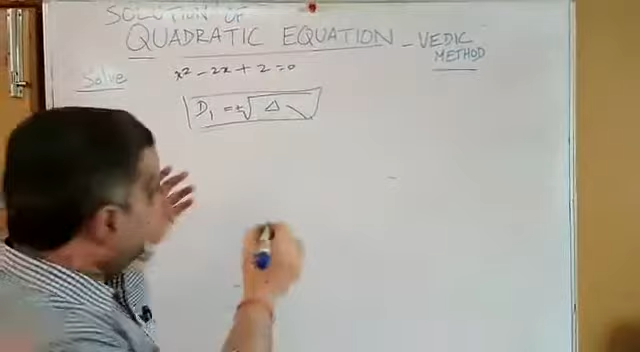 SOLUTION OF
QUADRATIC EQUATION - VEDIC METHOD
Solve x² - 2x + 2 = 0
D₁ = ±√Δ